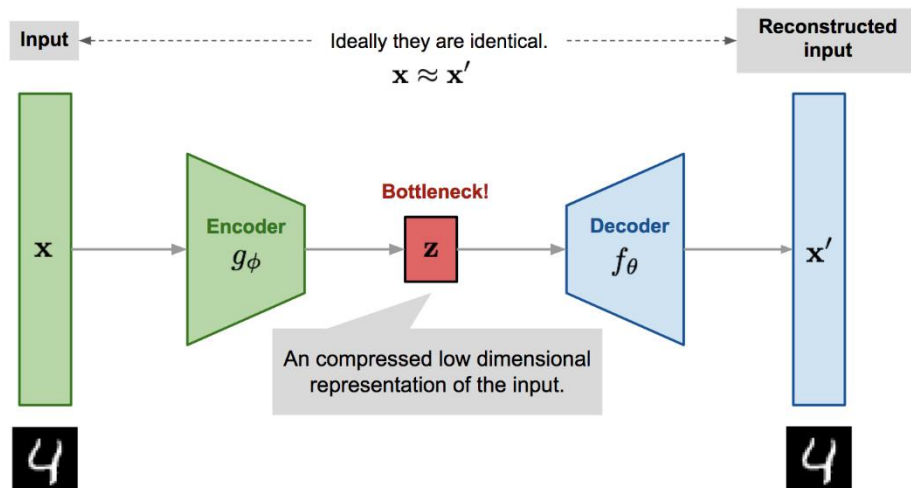 Input
Ideally they are identical.
Reconstructed
input
x ≈ x′
Bottleneck!
Encoder
Decoder
x
gϕ
z
fθ
x′
An compressed low dimensional
representation of the input.
4
4